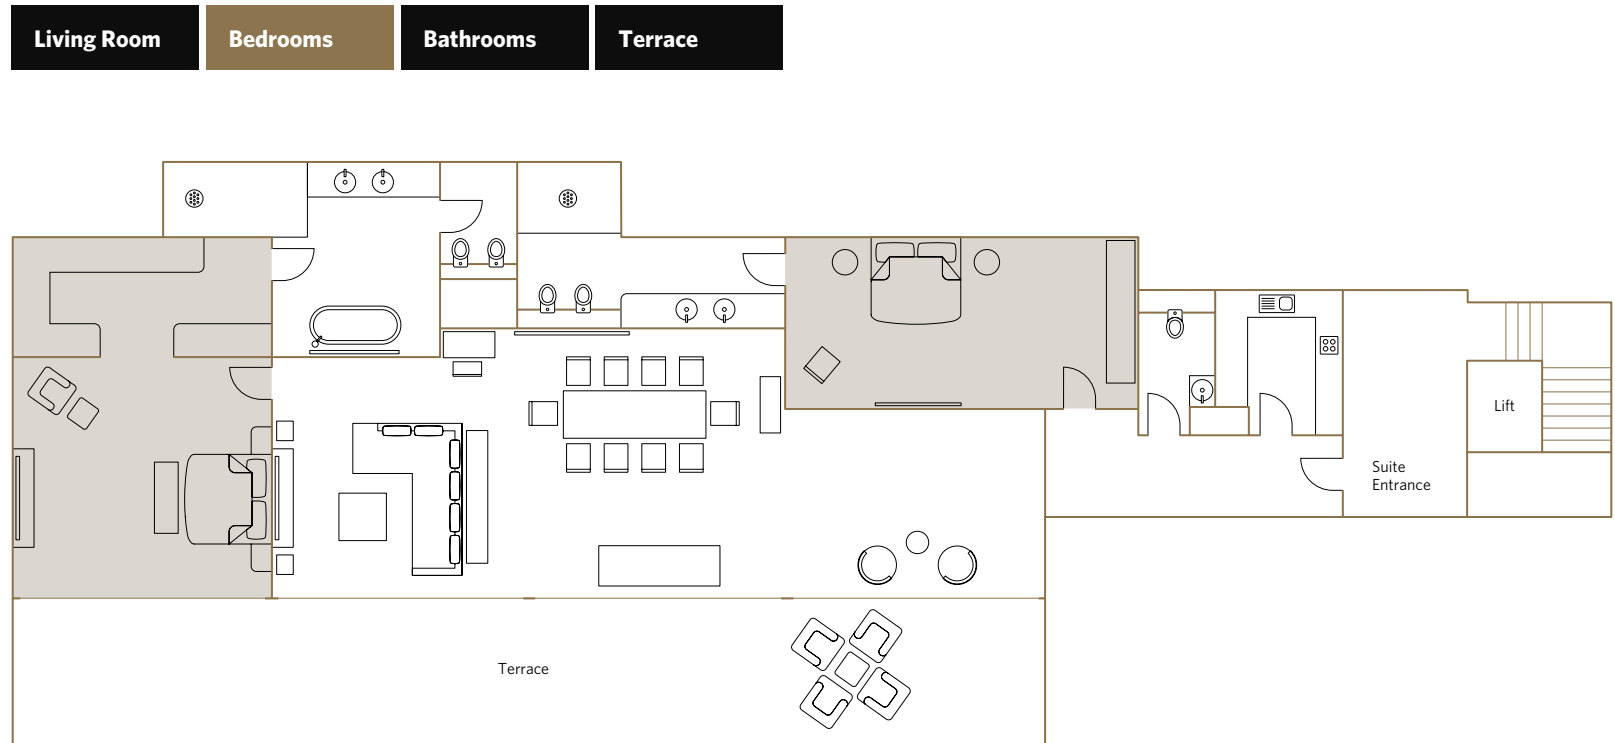 Living Room
Bedrooms
Bathrooms
Terrace
Lift
Suite
Entrance
Terrace